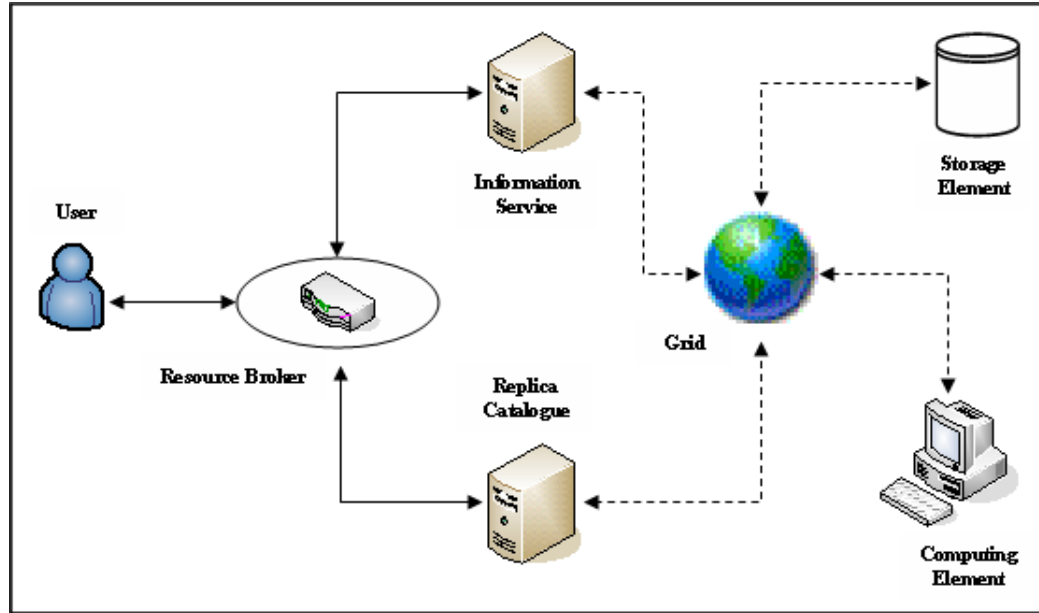 User
Resource Broker
Information
Service
Replica
Catalogue
Grid
Storage
Element
Computing
Element